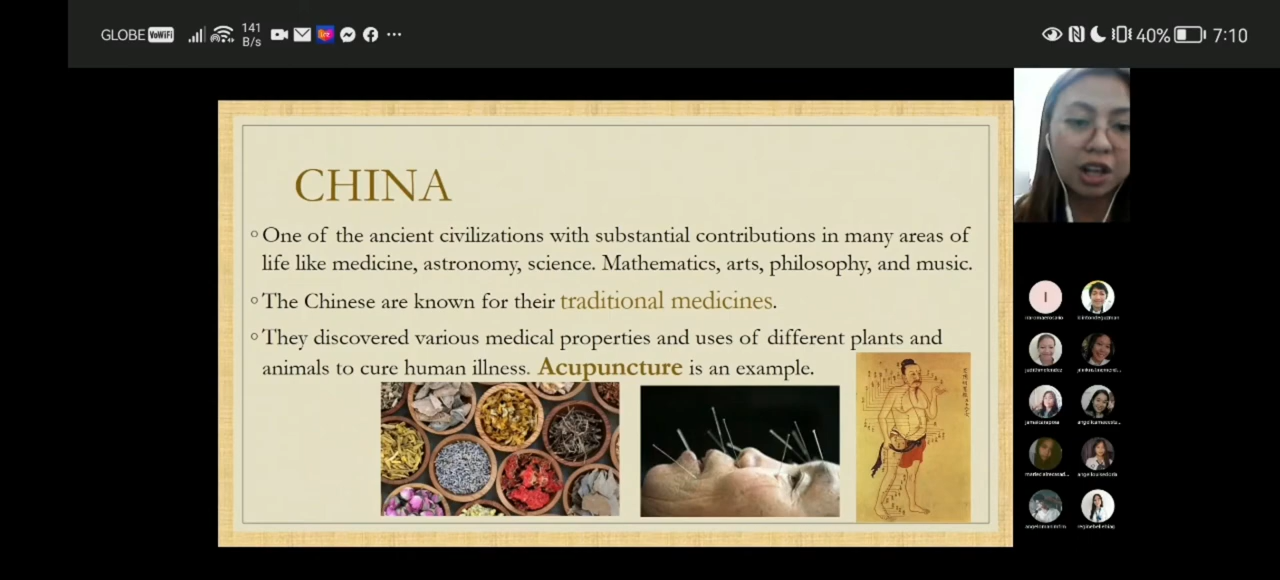 GLOBE VoWiFi 141 B/s 40% 7:10
CHINA
One of the ancient civilizations with substantial contributions in many areas of
life like medicine, astronomy, science. Mathematics, arts, philosophy, and music.
The Chinese are known for their traditional medicines.
They discovered various medical properties and uses of different plants and
animals to cure human illness. Acupuncture is an example.
I